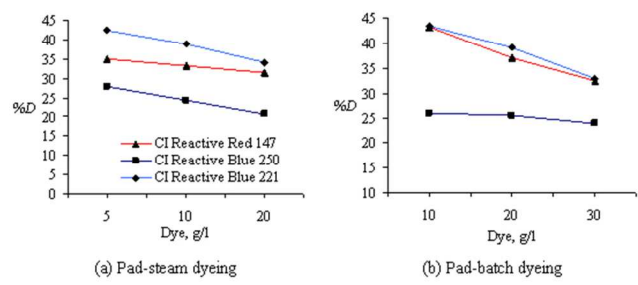 45
40
35
30
25
20
15
10
5
0
%D
CI Reactive Red 147
CI Reactive Blue 250
CI Reactive Blue 221
5 10 20
Dye, g/l
(a) Pad-steam dyeing
45
40
35
30
25
20
15
10
%D
10 20 30
Dye, g/l
(b) Pad-batch dyeing